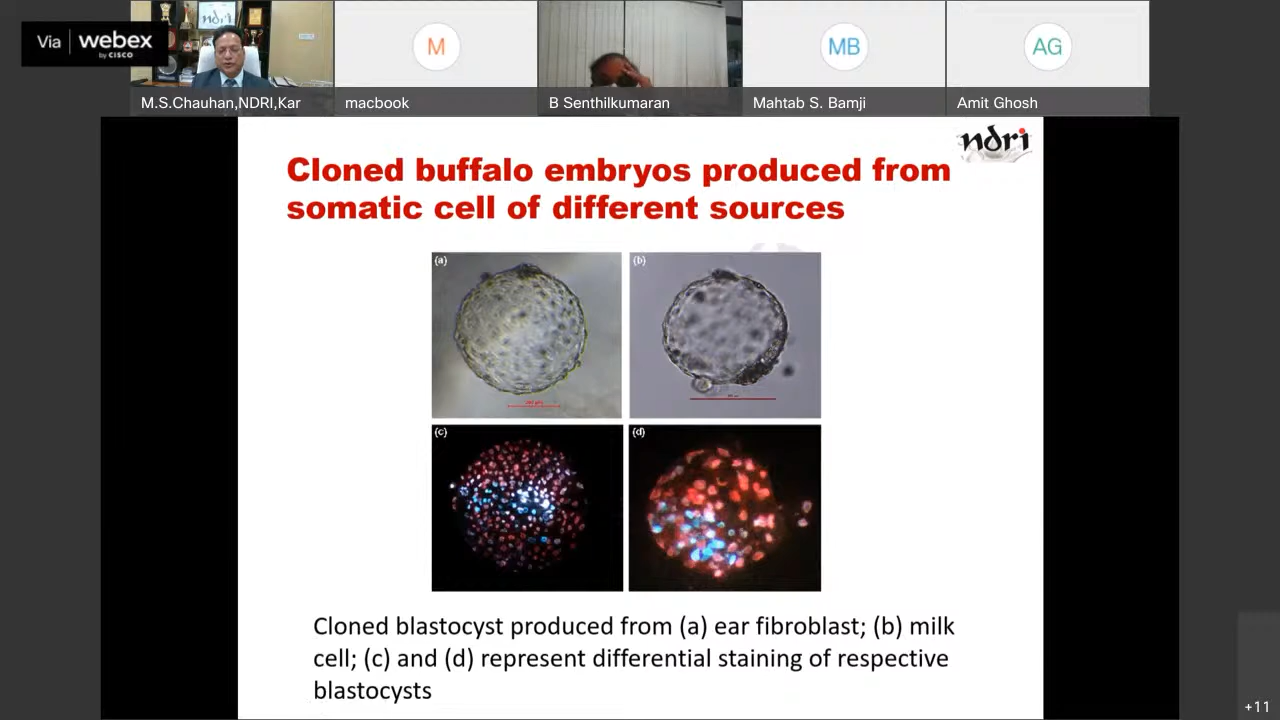 Via webex
by CISCO
ndri
M
MB
AG
M.S.Chauhan,NDRI,Kar
macbook
B Senthilkumaran
Mahtab S. Bamji
Amit Ghosh
ndri
Cloned buffalo embryos produced from
somatic cell of different sources
(a)
(b)
(c)
(d)
Cloned blastocyst produced from (a) ear fibroblast; (b) milk
cell; (c) and (d) represent differential staining of respective
blastocysts
+11